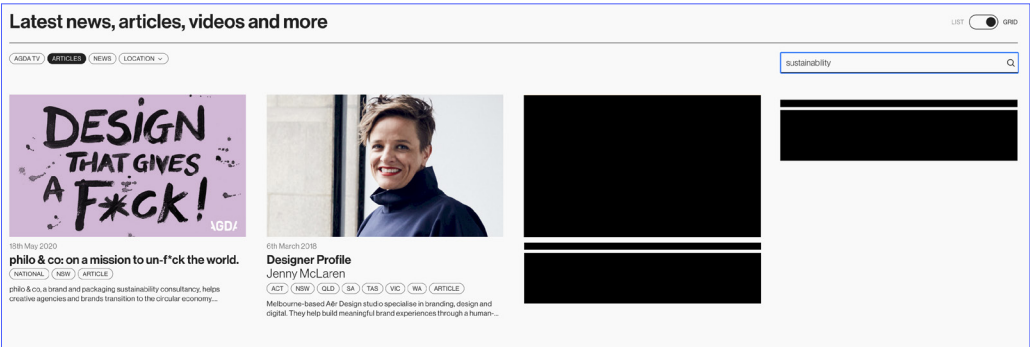 Latest news, articles, videos and more
LIST GRID
AGDA TV ARTICLES NEWS LOCATION
sustainability
DESIGN
THAT GIVES
A F*CK!
AGDA
18th May 2020
philo & co: on a mission to un-f*ck the world.
NATIONAL NSW ARTICLE
philo & co, a brand and packaging sustainability consultancy, helps
creative agencies and brands transition to the circular economy....
6th March 2018
Designer Profile
Jenny McLaren
ACT NSW QLD SA TAS VIC WA ARTICLE
Melbourne-based Aër Design studio specialise in branding, design and
digital. They help build meaningful brand experiences through a human-...